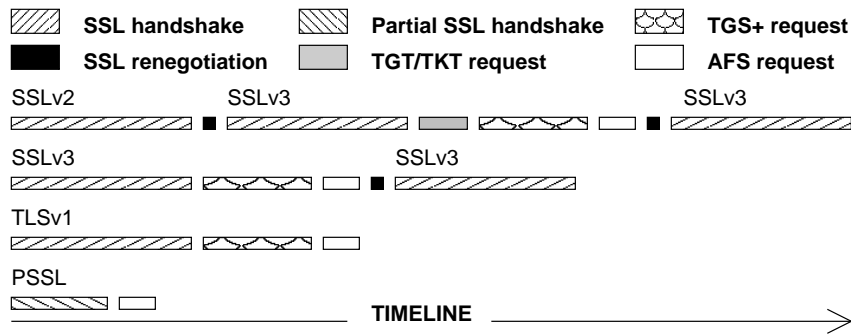 SSL handshake Partial SSL handshake TGS+ request
SSL renegotiation TGT/TKT request AFS request
SSLv2 SSLv3 SSLv3
SSLv3 SSLv3
TLSv1
PSSL
TIMELINE